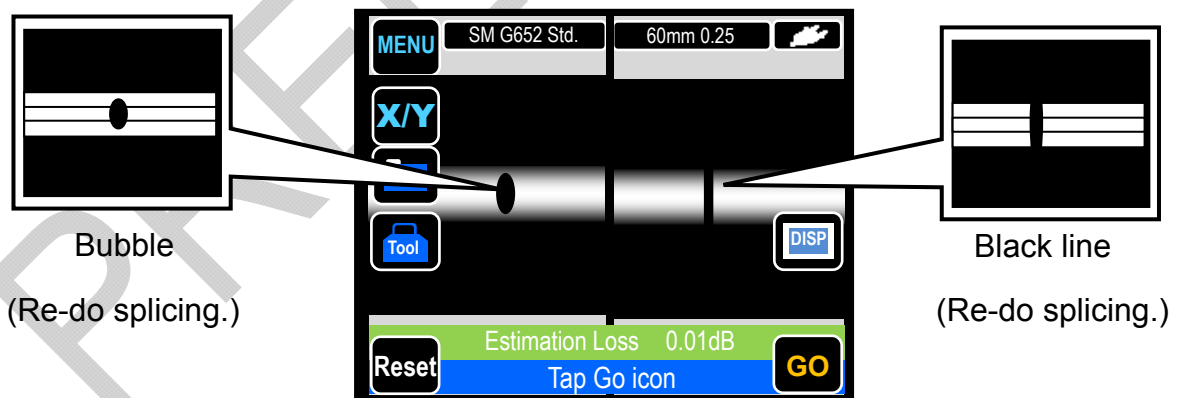 MENU
SM G652 Std.
60mm 0.25
X/Y
Tool
DISP
Bubble
(Re-do splicing.)
Black line
(Re-do splicing.)
Estimation Loss 0.01dB
Reset
Tap Go icon
GO